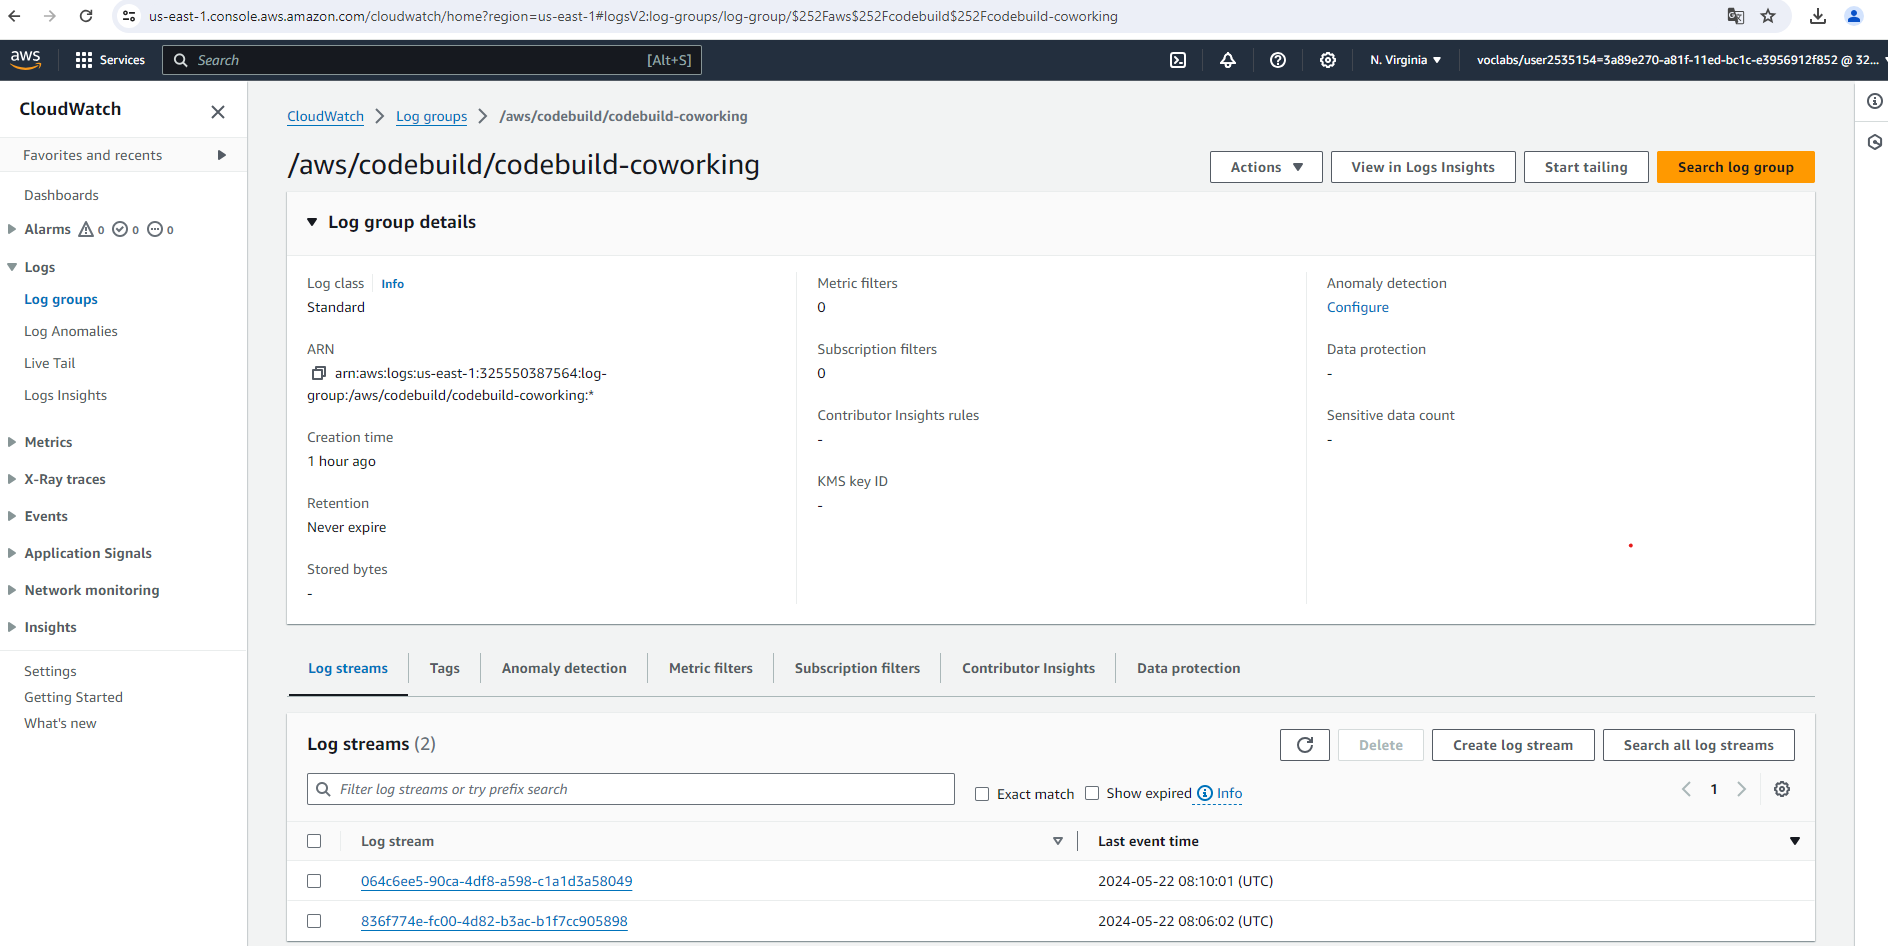 us-east-1.console.aws.amazon.com/cloudwatch/home?region=us-east-1#logsV2:log-groups/log-group/$252Faws$252Fcodebuild$252Fcodebuild-coworking
aws
Services
Search
[Alt+S]
N. Virginia
voclabs/user2535154=3a89e270-a81f-11ed-bc1c-e3956912f852 @ 32...
CloudWatch
Favorites and recents
Dashboards
Alarms 0 0 0
Logs
Log groups
Log Anomalies
Live Tail
Logs Insights
Metrics
X-Ray traces
Events
Application Signals
Network monitoring
Insights
Settings
Getting Started
What's new
CloudWatch
Log groups
/aws/codebuild/codebuild-coworking
/aws/codebuild/codebuild-coworking
Actions
View in Logs Insights
Start tailing
Search log group
Log group details
Log class
Info
Standard
ARN
arn:aws:logs:us-east-1:325550387564:log-
group:/aws/codebuild/codebuild-coworking:*
Creation time
1 hour ago
Retention
Never expire
Stored bytes
-
Metric filters
0
Subscription filters
0
Contributor Insights rules
-
KMS key ID
-
Anomaly detection
Configure
Data protection
-
Sensitive data count
-
Log streams
Tags
Anomaly detection
Metric filters
Subscription filters
Contributor Insights
Data protection
Log streams (2)
Delete
Create log stream
Search all log streams
Filter log streams or try prefix search
Exact match
Show expired
Info
1
Log stream
Last event time
064c6ee5-90ca-4df8-a598-c1a1d3a58049
2024-05-22 08:10:01 (UTC)
836f774e-fc00-4d82-b3ac-b1f7cc905898
2024-05-22 08:06:02 (UTC)